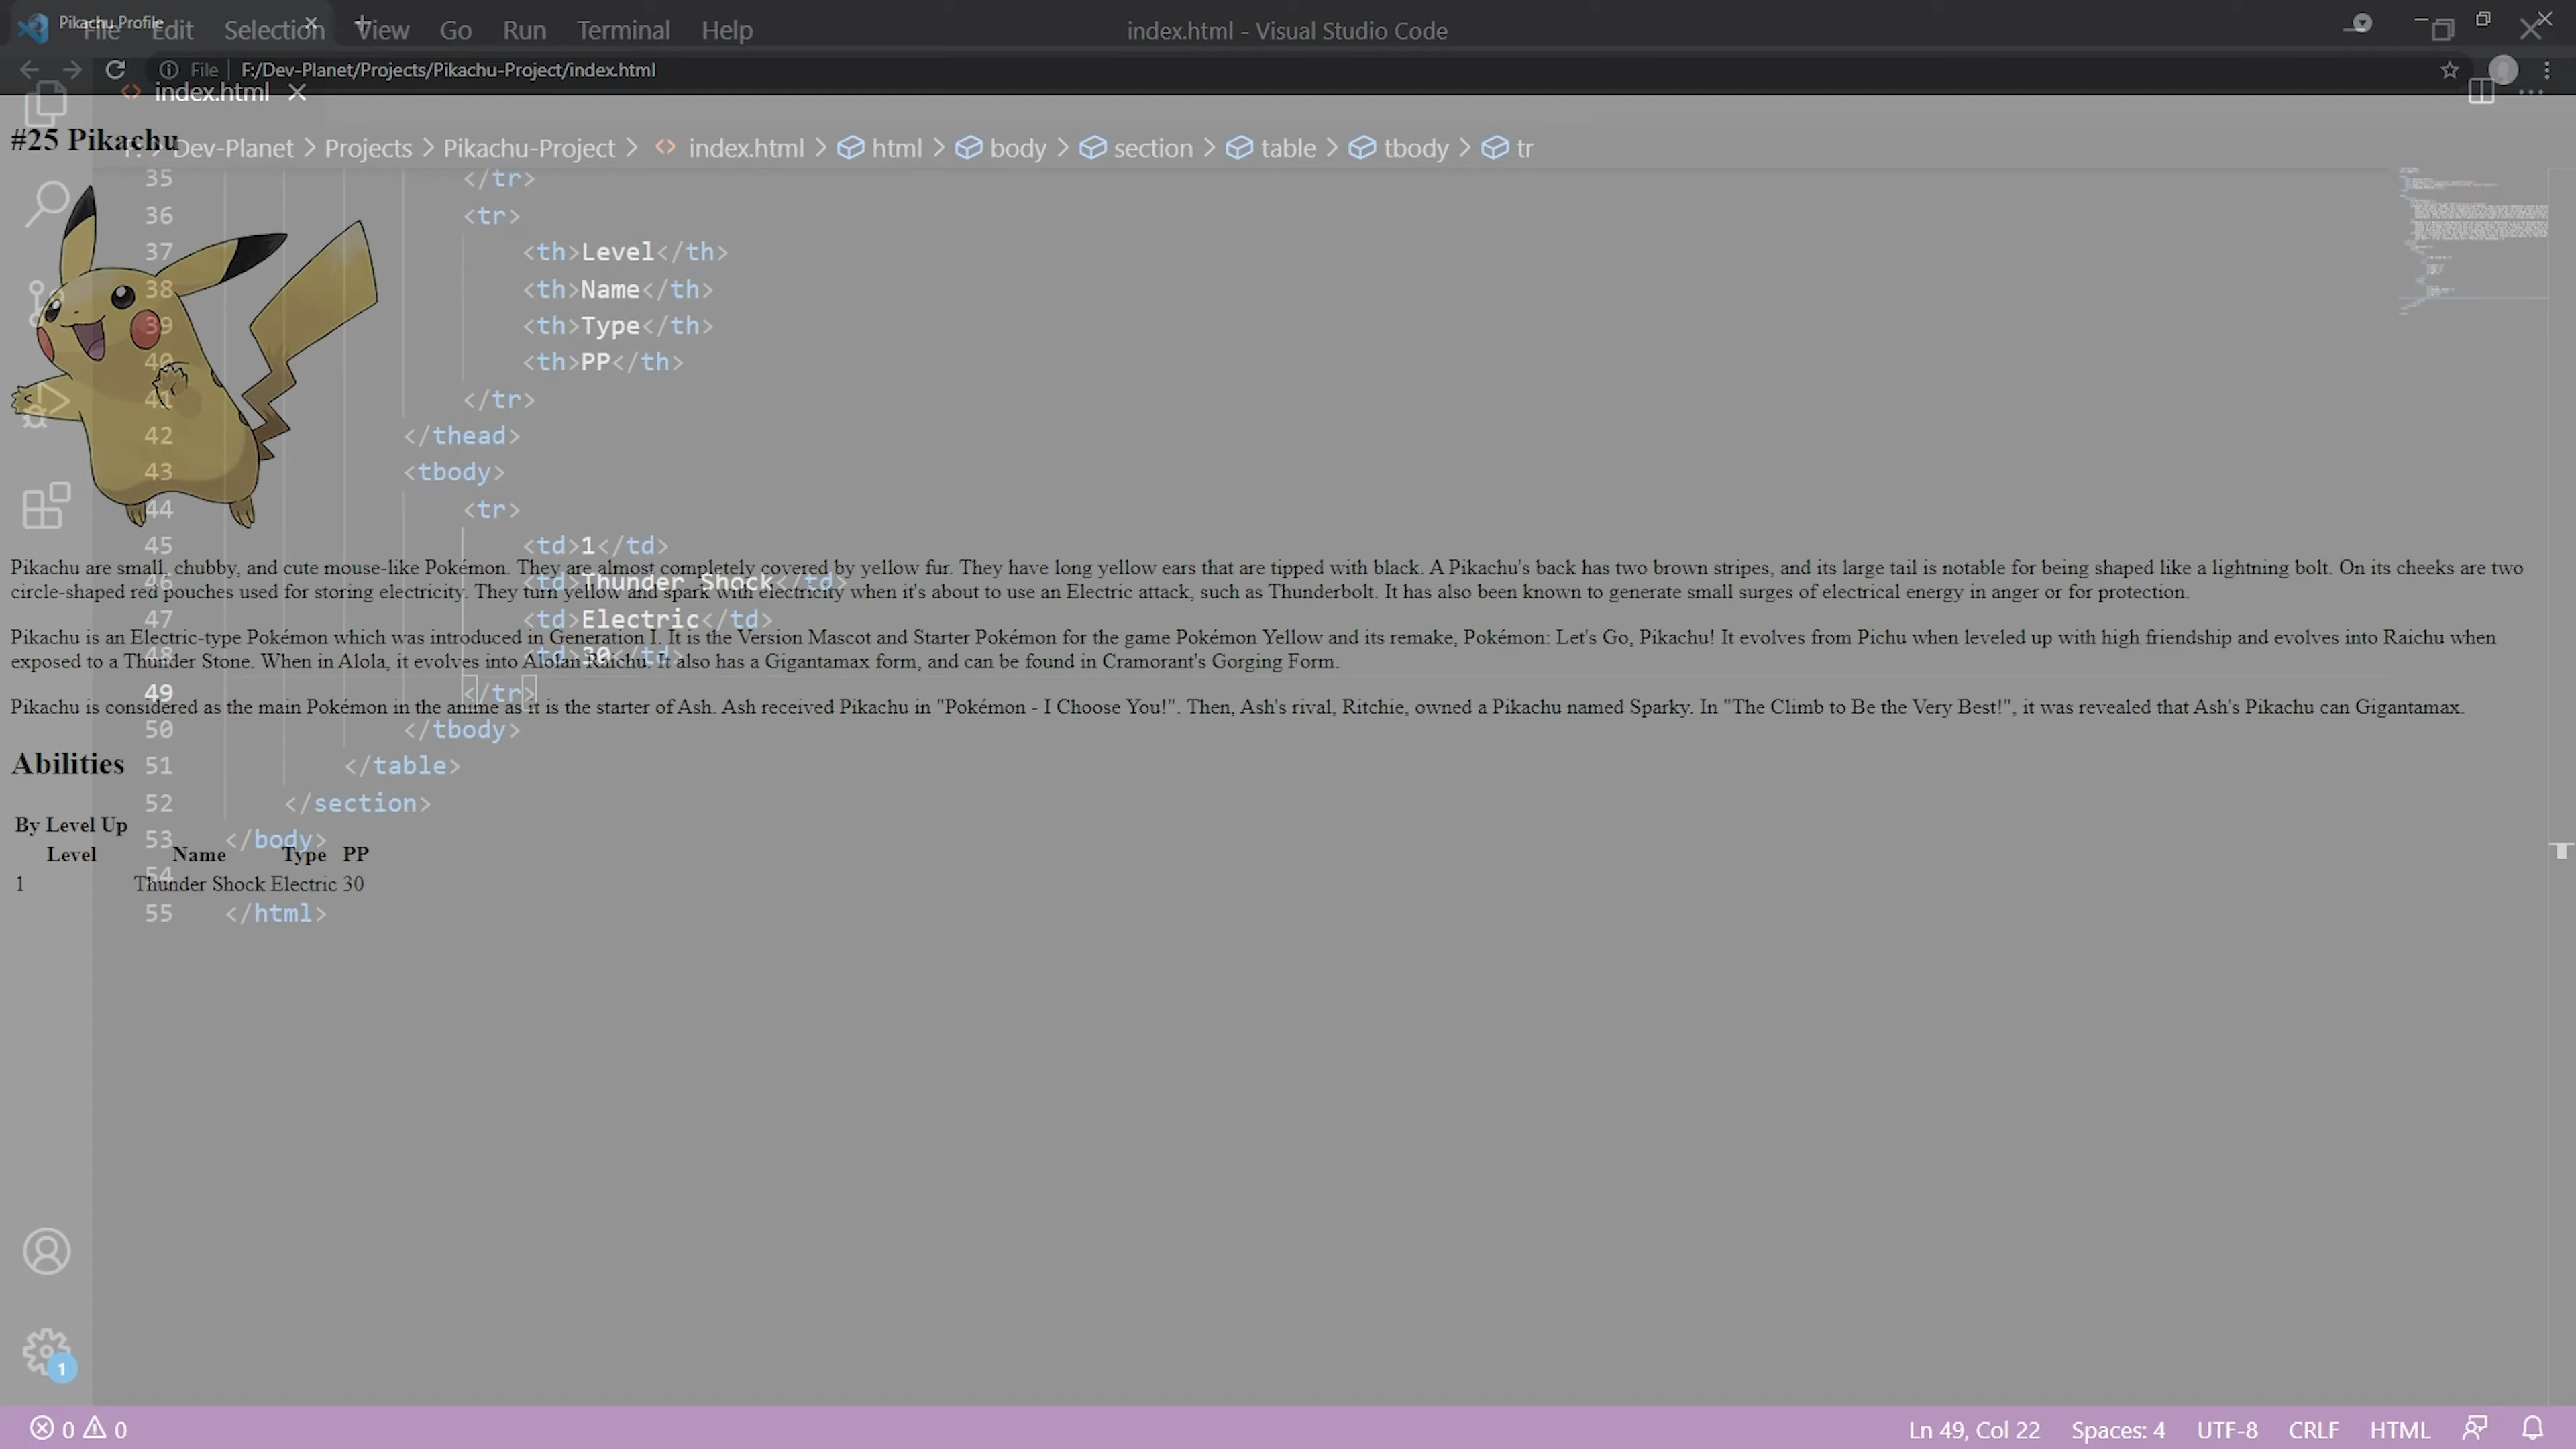 Pikachu Profile
File Edit Selection View Go Run Terminal Help
index.html - Visual Studio Code
File F:/Dev-Planet/Projects/Pikachu-Project/index.html
index.html
#25 Pikachu
F: > Dev-Planet > Projects > Pikachu-Project > index.html > html > body > section > table > tbody > tr
35 </tr>
36 <tr>
37 <th>Level</th>
38 <th>Name</th>
39 <th>Type</th>
40 <th>PP</th>
41 </tr>
42 </thead>
43 <tbody>
44 <tr>
45 <td>1</td>
46 <td>Thunder Shock</td>
47 <td>Electric</td>
48 <td>30</td>
49 </tr>
50 </tbody>
51 </table>
52 </section>
53 </body>
54
55 </html>
Pikachu are small, chubby, and cute mouse-like Pokémon. They are almost completely covered by yellow fur. They have long yellow ears that are tipped with black. A Pikachu's back has two brown stripes, and its large tail is notable for being shaped like a lightning bolt. On its cheeks are two
circle-shaped red pouches used for storing electricity. They turn yellow and spark with electricity when it's about to use an Electric attack, such as Thunderbolt. It has also been known to generate small surges of electrical energy in anger or for protection.
Pikachu is an Electric-type Pokémon which was introduced in Generation I. It is the Version Mascot and Starter Pokémon for the game Pokémon Yellow and its remake, Pokémon: Let's Go, Pikachu! It evolves from Pichu when leveled up with high friendship and evolves into Raichu when
exposed to a Thunder Stone. When in Alola, it evolves into Alolan Raichu. It also has a Gigantamax form, and can be found in Cramorant's Gorging Form.
Pikachu is considered as the main Pokémon in the anime as it is the starter of Ash. Ash received Pikachu in "Pokémon - I Choose You!". Then, Ash's rival, Ritchie, owned a Pikachu named Sparky. In "The Climb to Be the Very Best!", it was revealed that Ash's Pikachu can Gigantamax.
Abilities
By Level Up
Level Name Type PP
1 Thunder Shock Electric 30
1
0 0 Ln 49, Col 22 Spaces: 4 UTF-8 CRLF HTML